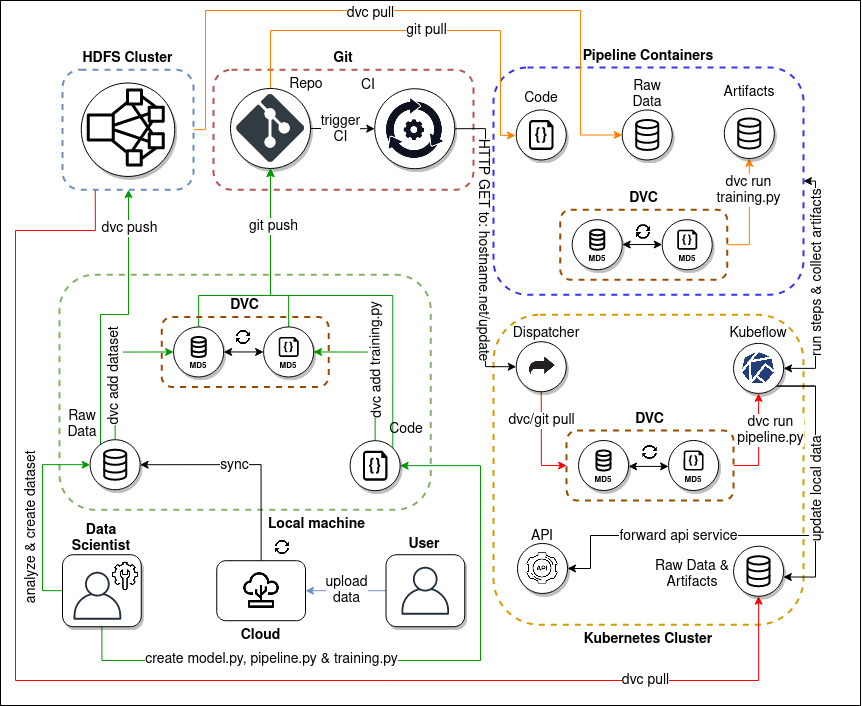 dvc pull
git pull
HDFS Cluster
Git
Pipeline Containers
Repo
CI
trigger
CI
Code
Raw
Data
Artifacts
dvc run
training.py
DVC
MD5
MD5
HTTP GET to: hostname.net/update
run steps & collect artifacts
dvc push
git push
DVC
MD5
MD5
dvc add dataset
dvc add training.py
Raw
Data
Code
sync
Local machine
analyze & create dataset
Data
Scientist
Cloud
upload
data
User
create model.py, pipeline.py & training.py
Dispatcher
Kubeflow
dvc/git pull
DVC
MD5
MD5
dvc run
pipeline.py
update local data
API
API
forward api service
Raw Data &
Artifacts
Kubernetes Cluster
dvc pull